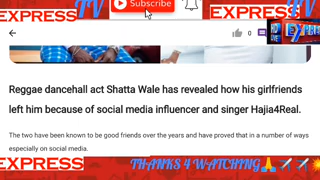 EXPRESS TV
Subscribe
EXPRESS TV
0
Reggae dancehall act Shatta Wale has revealed how his girlfriends
left him because of social media influencer and singer Hajia4Real.
The two have been known to be good friends over the years and have proved that in a number of ways
especially on social media.
EXPRESS
THANKS 4 WATCHING
EXPRESS